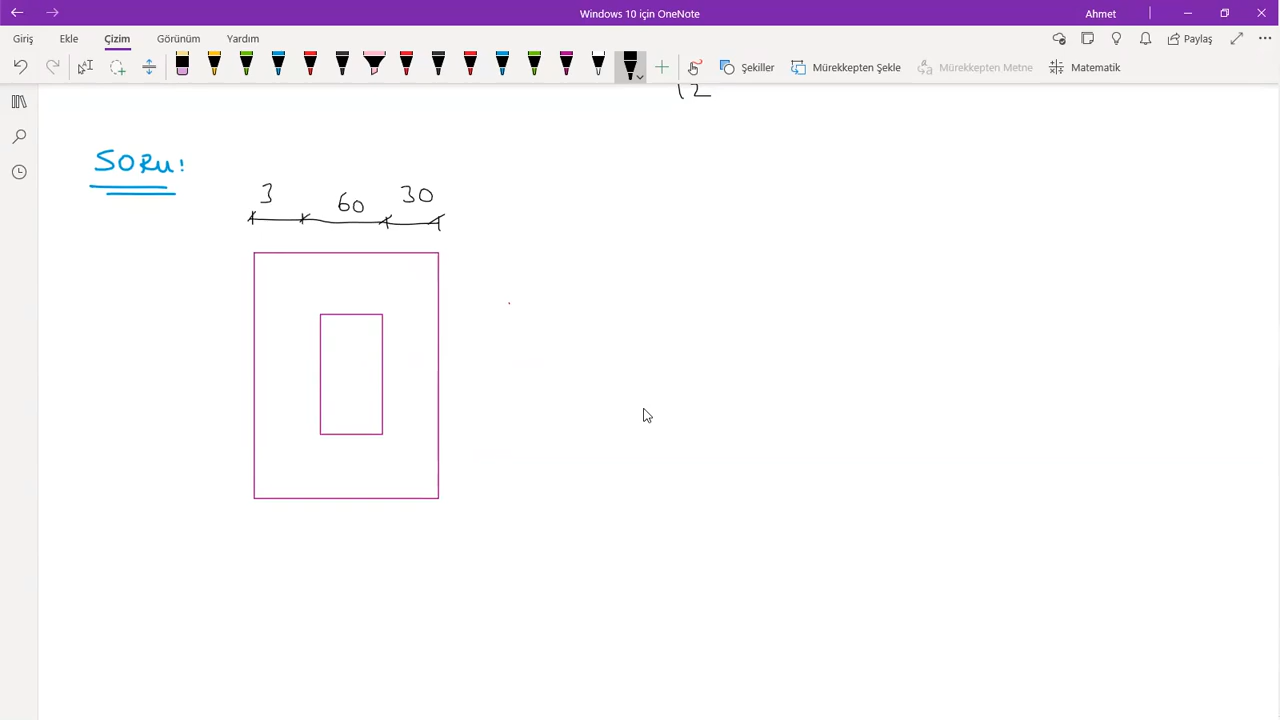 Windows 10 için OneNote
Ahmet
Giriş Ekle Çizim Görünüm Yardım
Paylaş
Şekiller Mürekkepten Şekle Mürekkepten Metne Matematik
12
SORU:
3 60 30